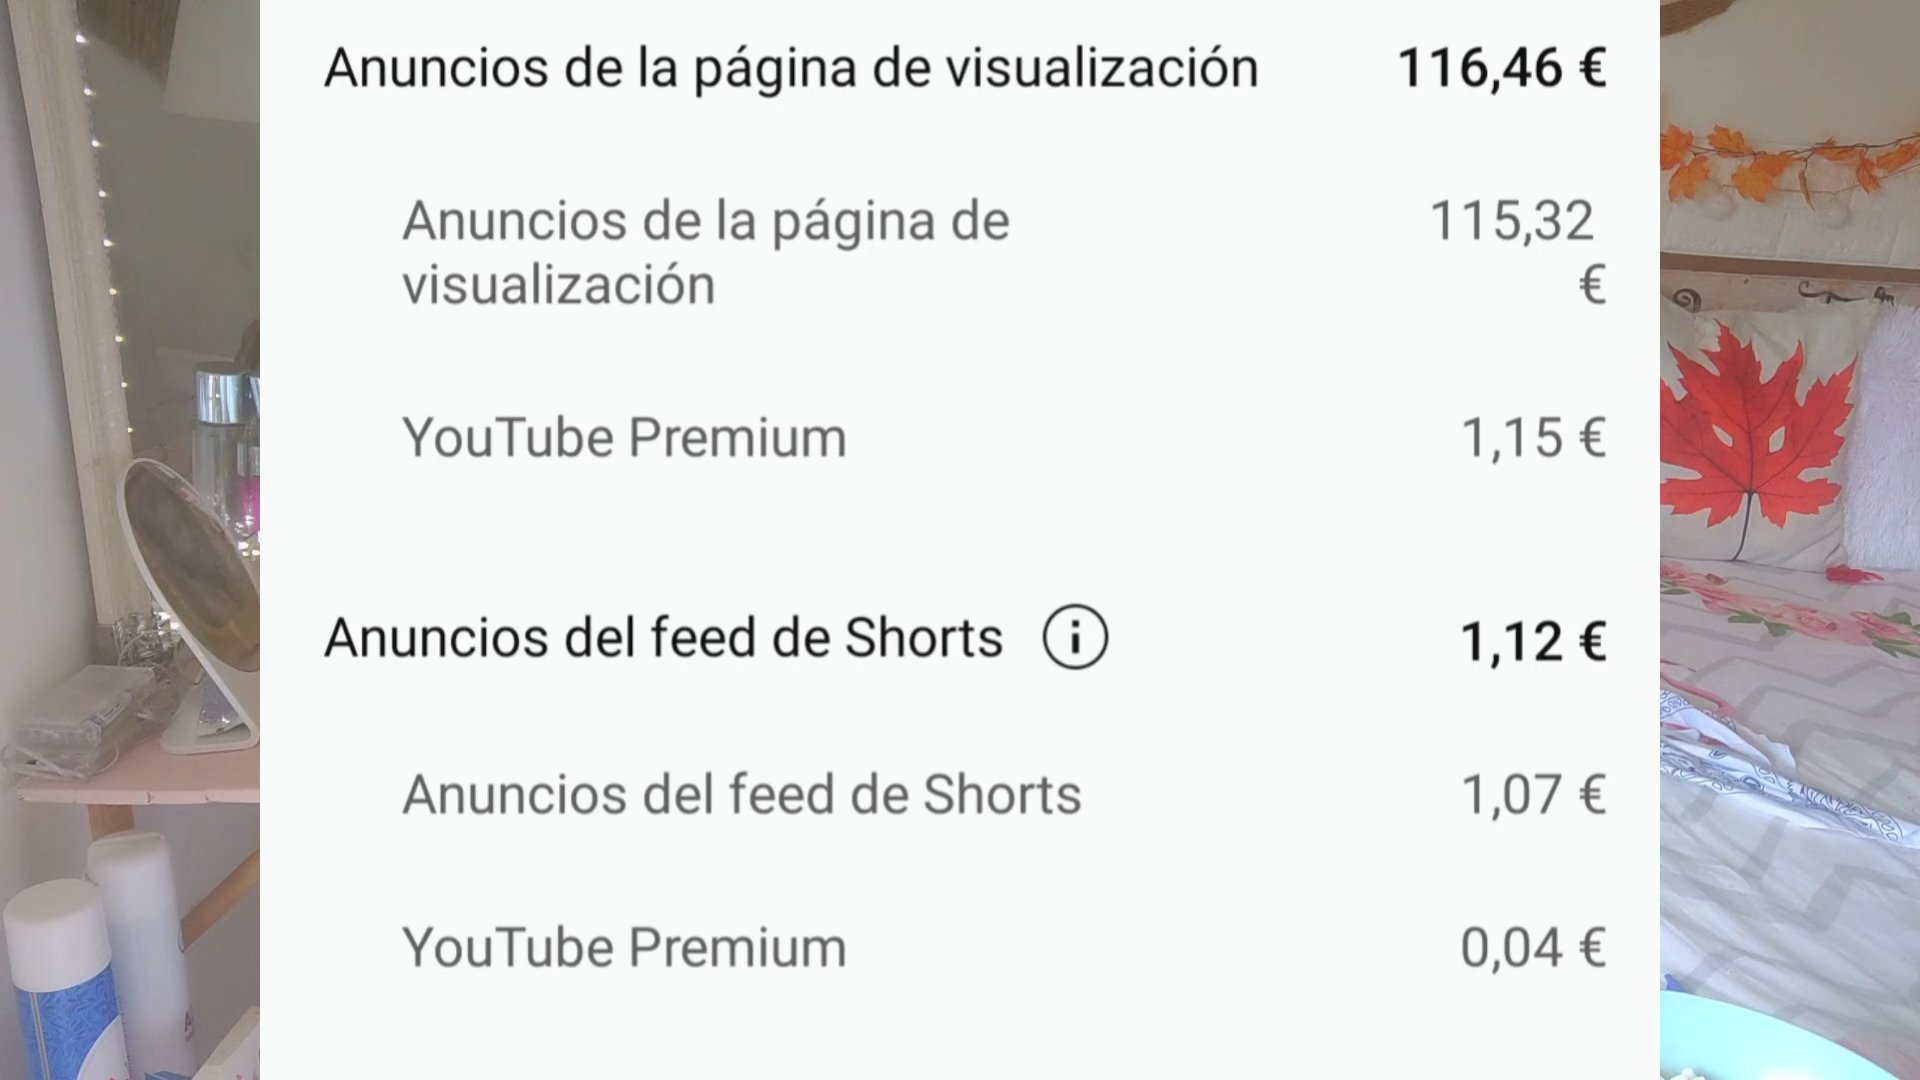 Anuncios de la página de visualización 116,46 €
Anuncios de la página de 115,32
visualización €
YouTube Premium 1,15 €
Anuncios del feed de Shorts i 1,12 €
Anuncios del feed de Shorts 1,07 €
YouTube Premium 0,04 €